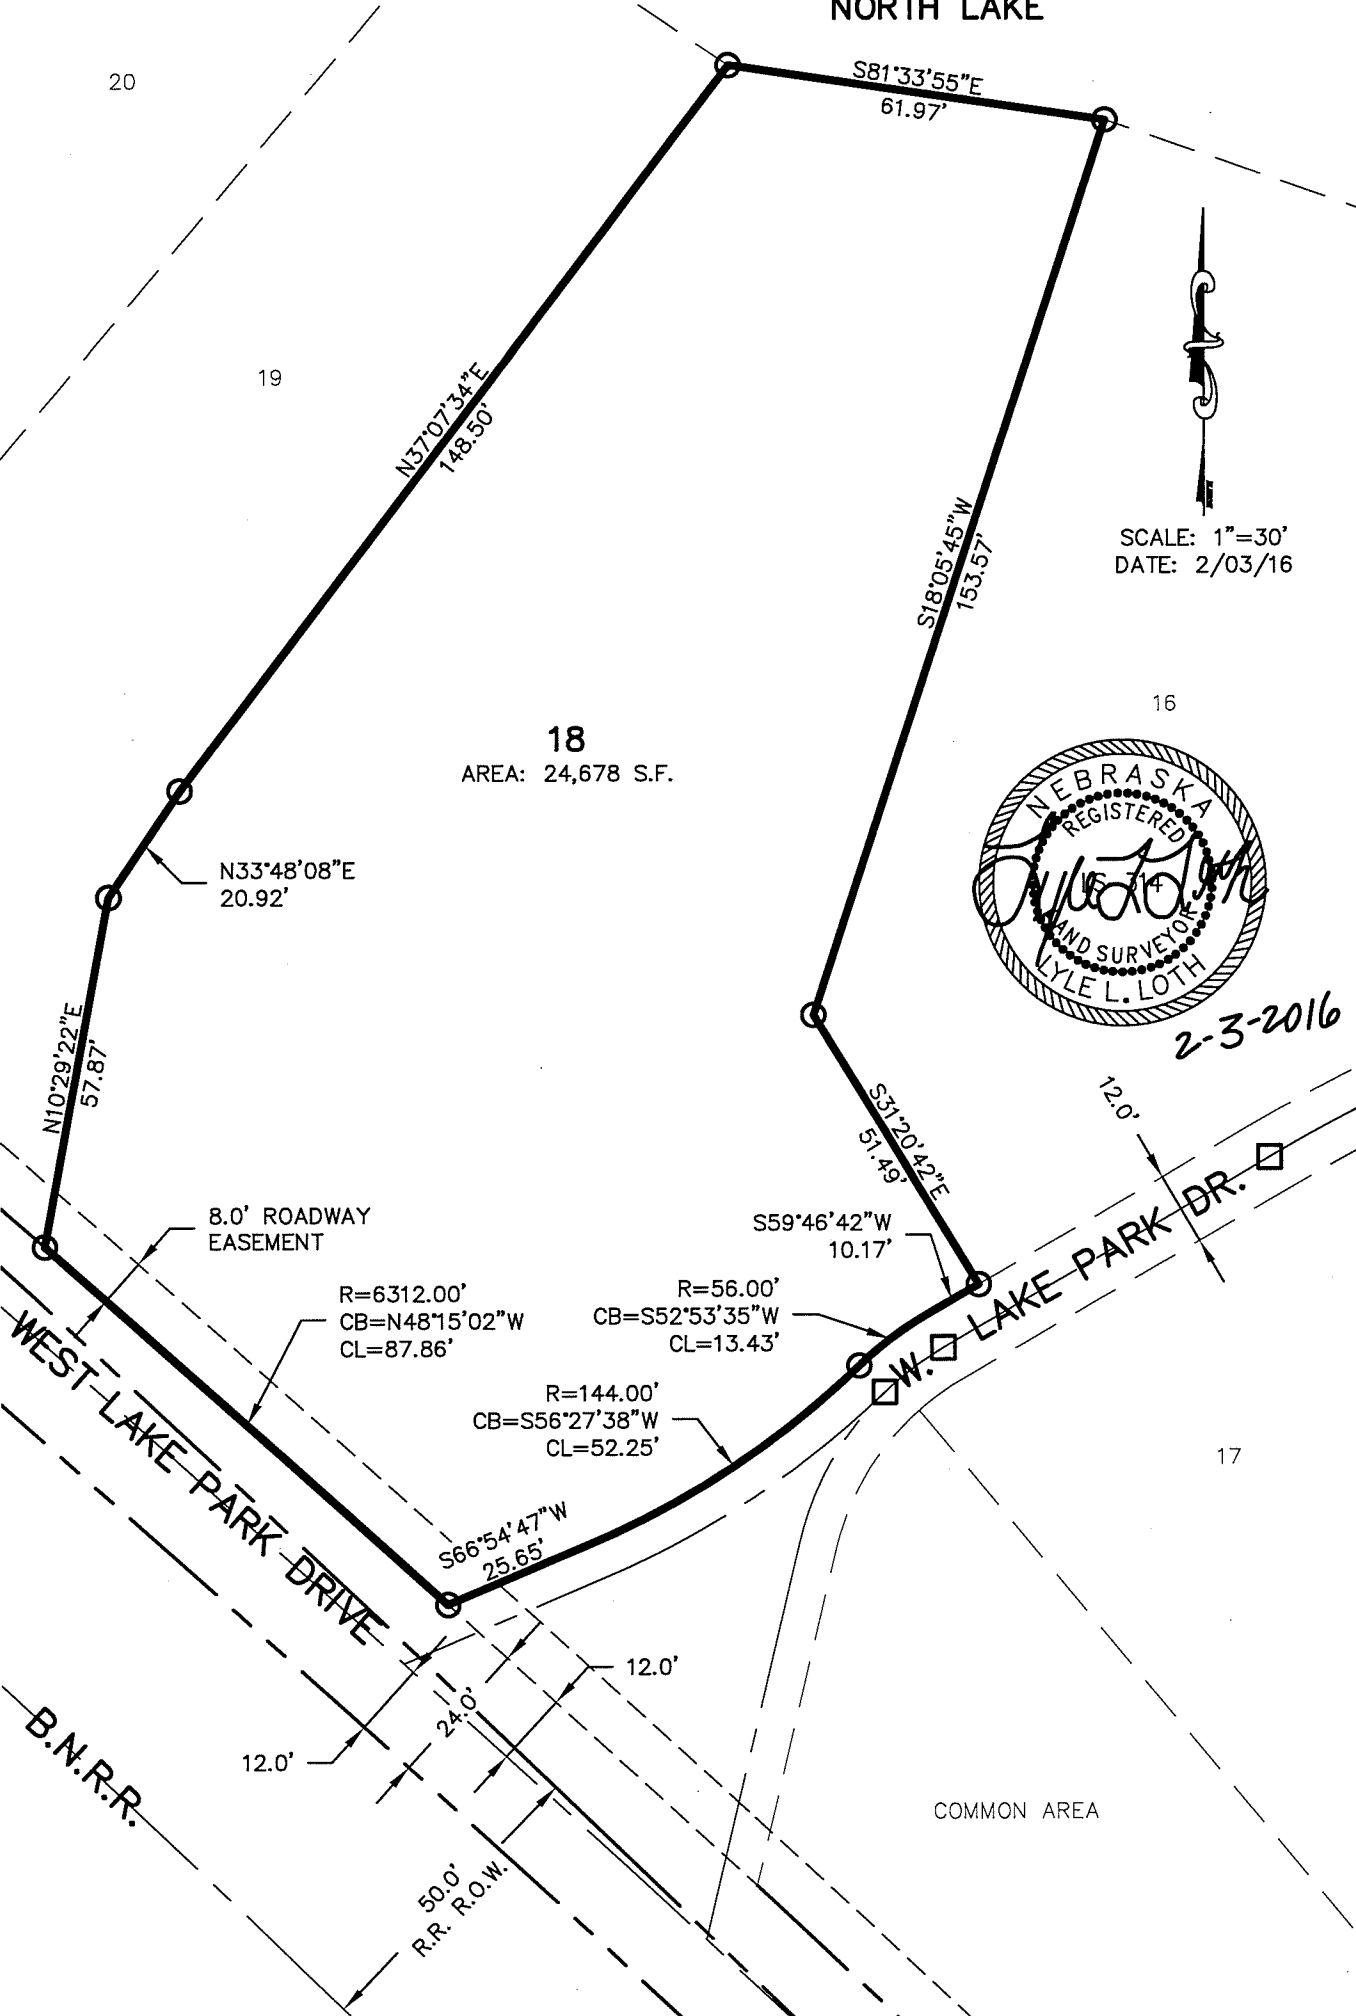 NORTH LAKE
20
S81°33'55"E
61.97'
19
N37°07'34"E
148.50'
S18°05'45"W
153.57'
SCALE: 1"=30'
DATE: 2/03/16
16
18
AREA: 24,678 S.F.
NEBRASKA
REGISTERED
LS 314
LAND SURVEYOR
LYLE L. LOTH
2-3-2016
N33°48'08"E
20.92'
N10°29'22"E
57.87'
S31°20'42"E
51.49'
12.0'
8.0' ROADWAY
EASEMENT
S59°46'42"W
10.17'
R=6312.00'
CB=N48°15'02"W
CL=87.86'
R=56.00'
CB=S52°53'35"W
CL=13.43'
W. LAKE PARK DR.
R=144.00'
CB=S56°27'38"W
CL=52.25'
WEST LAKE PARK DRIVE
17
S66°54'47"W
25.65'
12.0'
24.0'
12.0'
B.N.R.R.
COMMON AREA
50.0'
R.R. R.O.W.